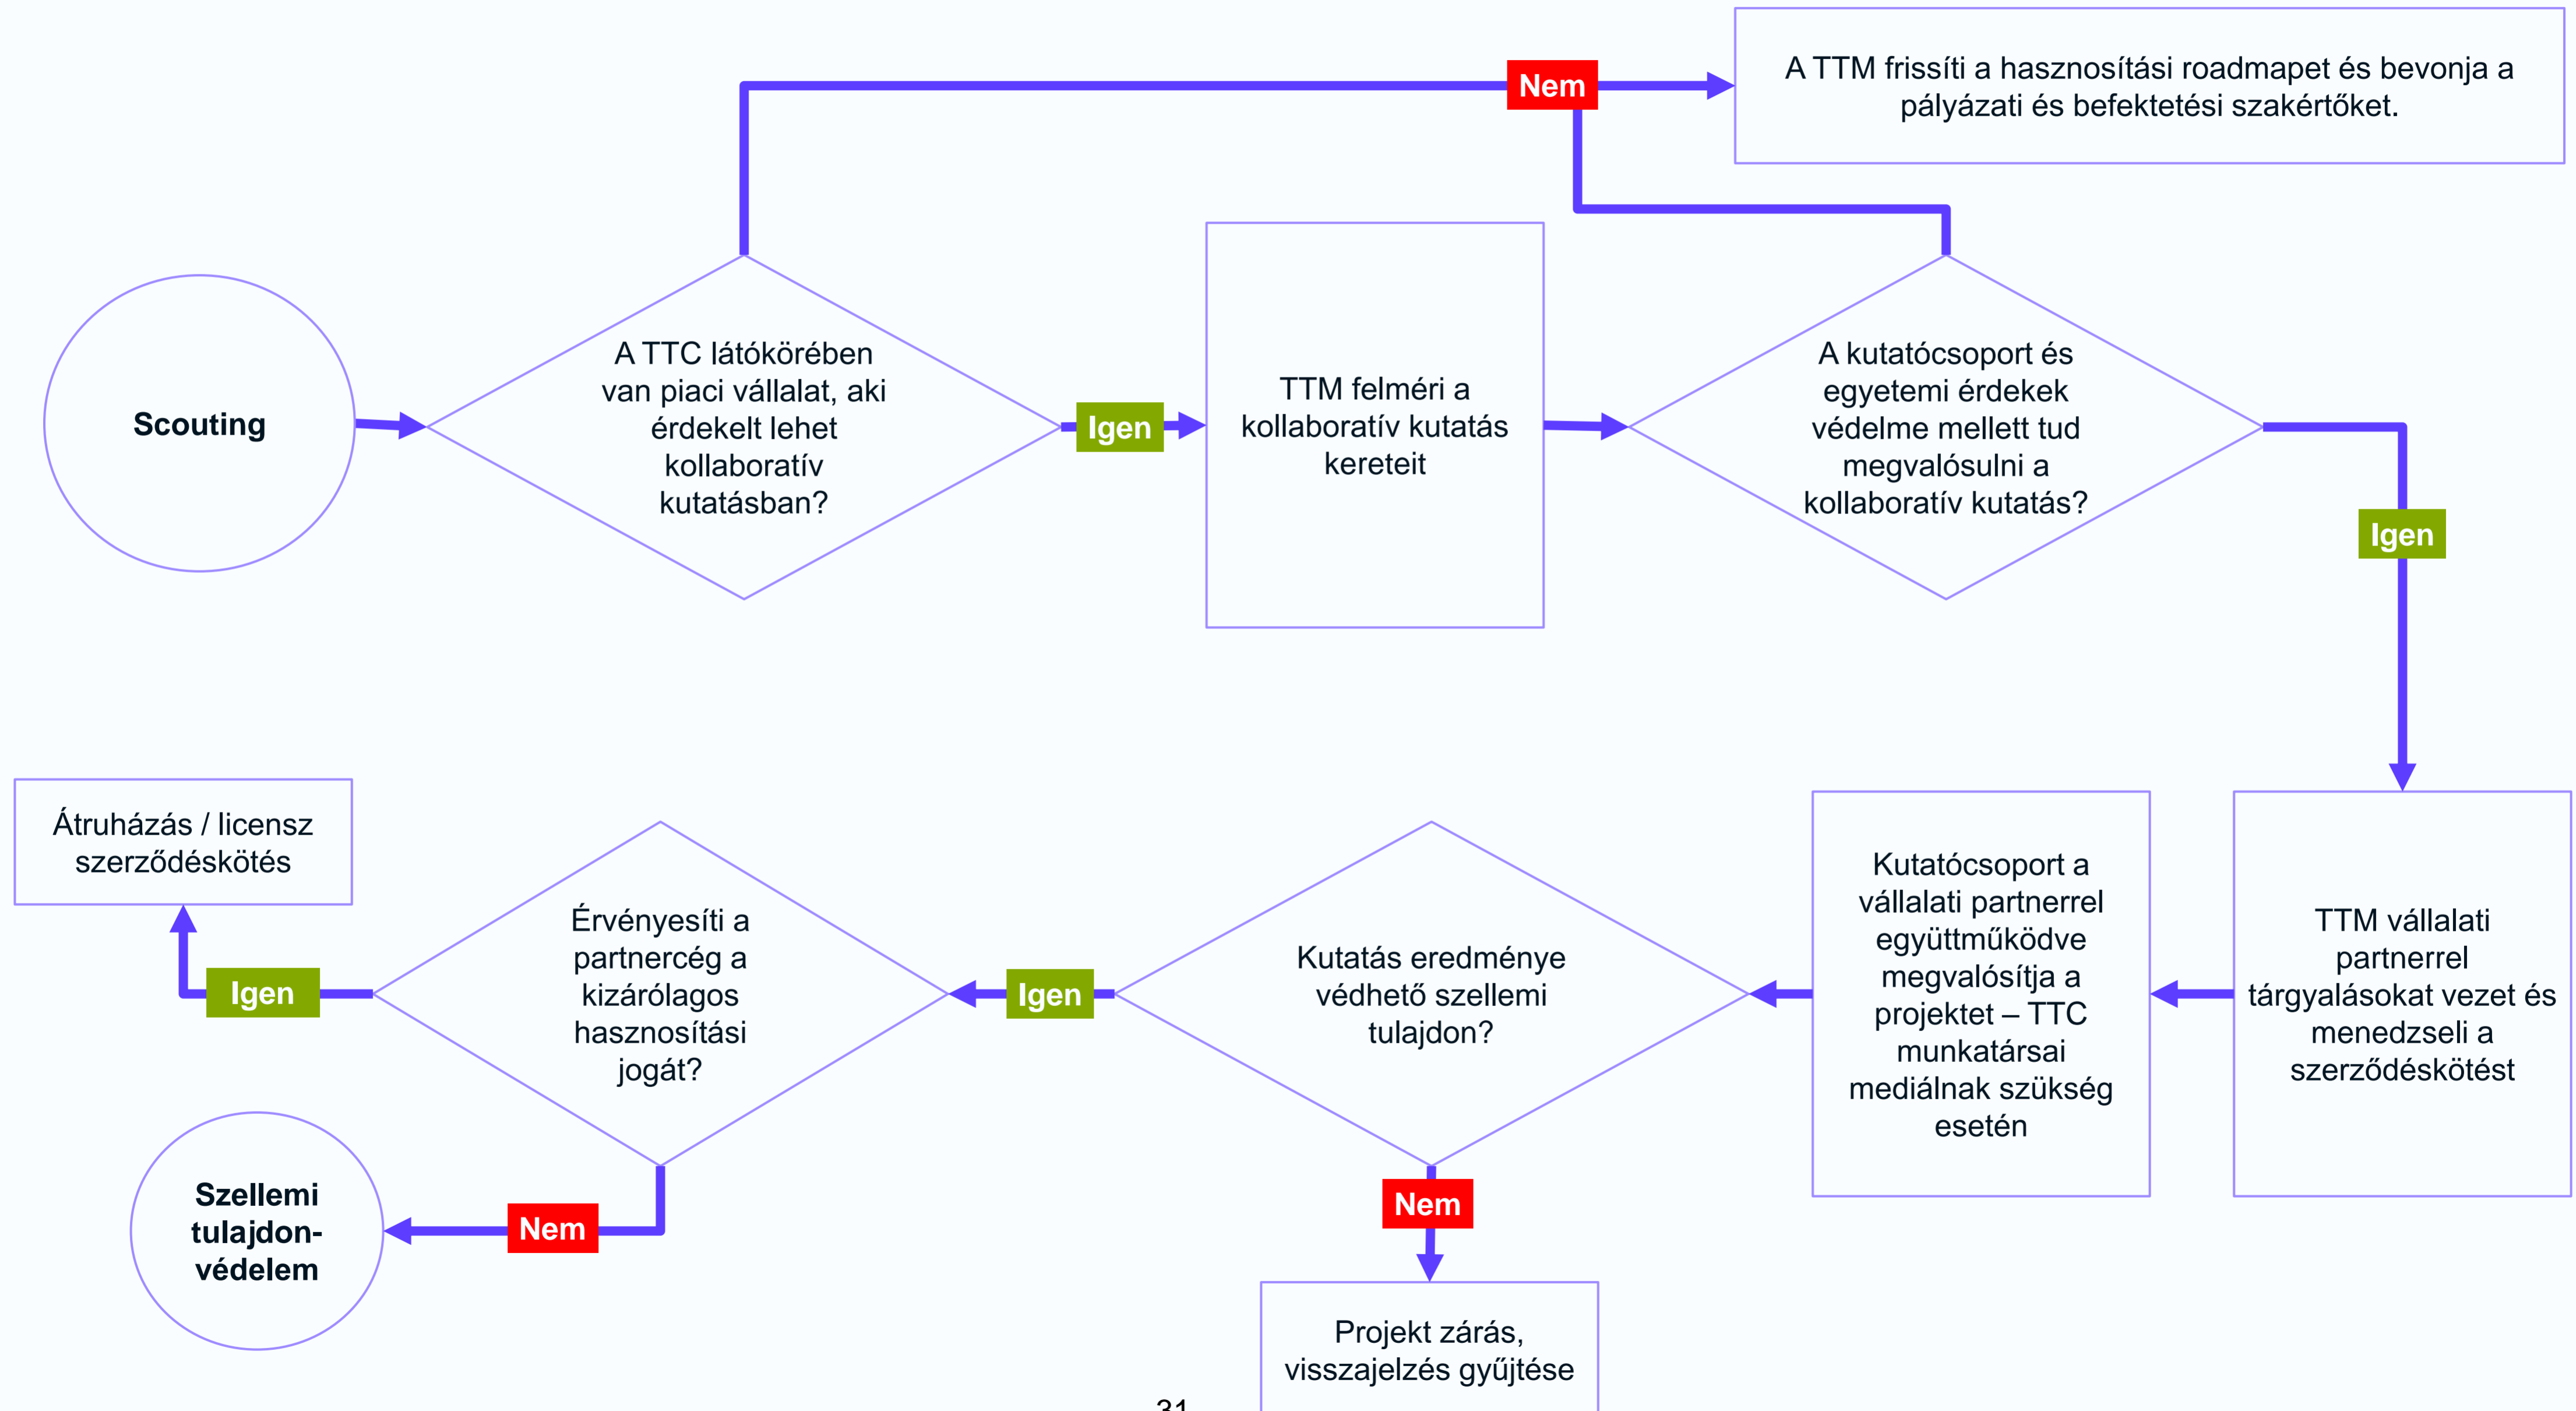 Nem
A TTM frissíti a hasznosítási roadmapet és bevonja a
pályázati és befektetési szakértőket.
Scouting
A TTC látókörében
van piaci vállalat, aki
érdekelt lehet
kollaboratív
kutatásban?
Igen
TTM felméri a
kollaboratív kutatás
kereteit
A kutatócsoport és
egyetemi érdekek
védelme mellett tud
megvalósulni a
kollaboratív kutatás?
Igen
TTM vállalati
partnerrel
tárgyalásokat vezet és
menedzseli a
szerződéskötést
Kutatócsoport a
vállalati partnerrel
együttműködve
megvalósítja a
projektet – TTC
munkatársai
mediálnak szükség
esetén
Kutatás eredménye
védhető szellemi
tulajdon?
Igen
Érvényesíti a
partnercég a
kizárólagos
hasznosítási
jogát?
Igen
Átruházás / licensz
szerződéskötés
Nem
Szellemi
tulajdon-
védelem
Nem
Projekt zárás,
visszajelzés gyűjtése
31